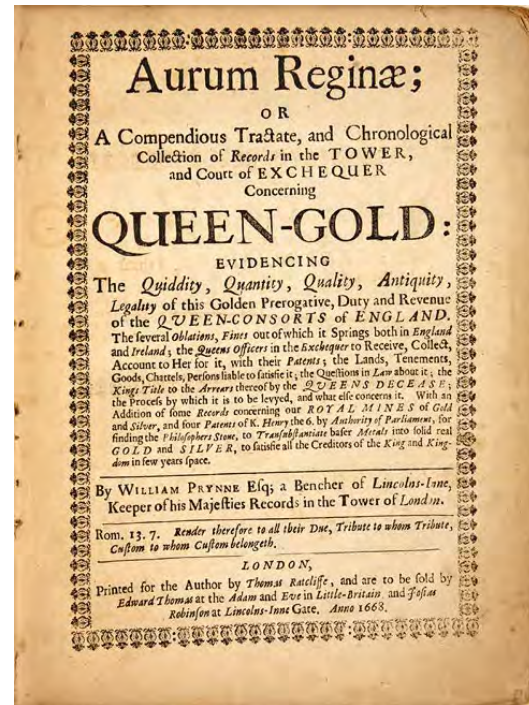 Aurum Reginæ;
OR
A Compendious Tractate, and Chronological
Collection of Records in the TOWER,
and Court of EXCHEQUER
Concerning
QUEEN-GOLD:
EVIDENCING
The Quiddity, Quantity, Quality, Antiquity,
Legality of this Golden Prerogative, Duty and Revenue
of the QUEEN-CONSORTS of ENGLAND.
The several Oblations, Fines out of which it Springs both in England
and Ireland; the Queens Officers in the Exchequer to Receive, Collect,
Account to Her for it, with their Patents; the Lands, Tenements,
Goods, Chattels, Persons liable to satisfie it; the Questions in Law about it; the
Kings Title to the Arrears thereof by the QUEENS DECEASE;
the Process by which it is to be levyed, and what else concerns it. With an
Addition of some Records concerning our ROYAL MINES of Gold
and Silver, and four Patents of K. Henry the 6. by Authority of Parliament, for
finding the Philosophers Stone, to Transubstantiate baser Metals into solid real
GOLD and SILVER, to satisfie all the Creditors of the King and King-
dom in few years space.
By WILLIAM PRYNNE Esq; a Bencher of Lincolns-Inne,
Keeper of his Majesties Records in the Tower of London.
Rom. 13. 7. Render therefore to all their Due, Tribute to whom Tribute,
Custom to whom Custom belongeth.
LONDON,
Printed for the Author by Thomas Ratcliffe, and are to be sold by
Edward Thomas at the Adam and Eve in Little-Britain, and Josias
Robinson at Lincolns-Inne Gate, Anno 1668.